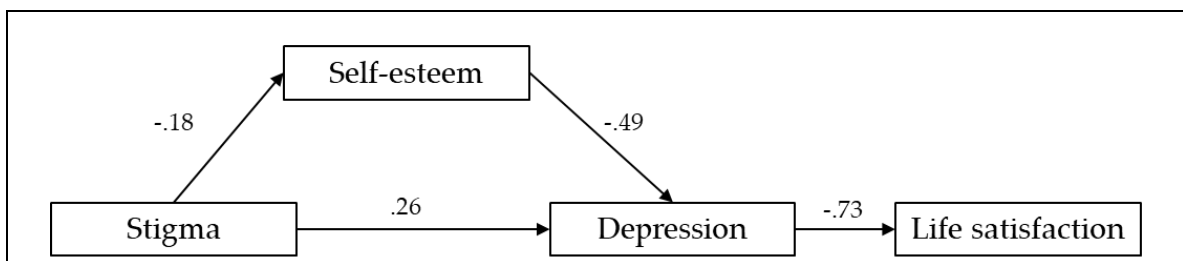 Self-esteem
-.18
-.49
Stigma
.26
Depression
-.73
Life satisfaction